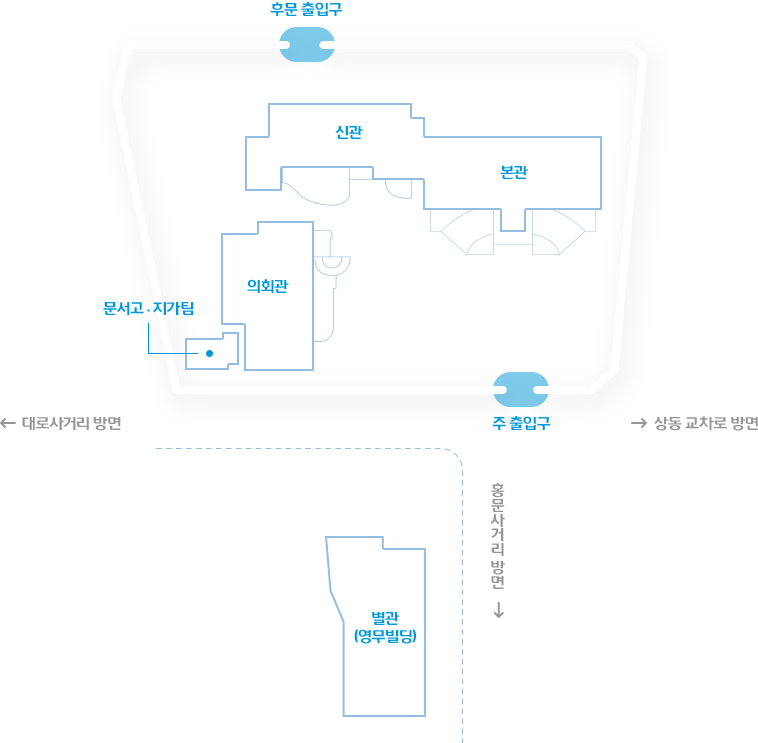 후문 출입구
신관
본관
의회관
문서고·지가팀
주 출입구
← 대로사거리 방면
→ 상동 교차로 방면
홍문사거리 방면 ↓
별관
(영무빌딩)